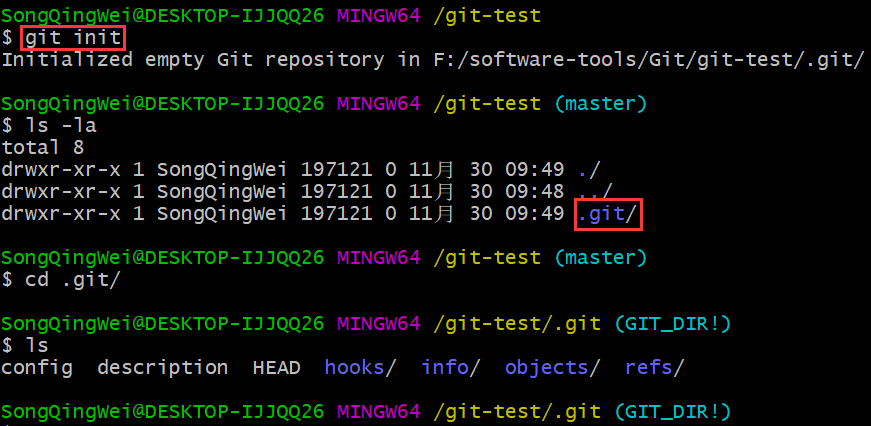 SongQingWei@DESKTOP-IJJQQ26 MINGW64 /git-test
$ git init
Initialized empty Git repository in F:/software-tools/Git/git-test/.git/
SongQingWei@DESKTOP-IJJQQ26 MINGW64 /git-test (master)
$ ls -la
total 8
drwxr-xr-x 1 SongQingWei 197121 0 11月 30 09:49 ./
drwxr-xr-x 1 SongQingWei 197121 0 11月 30 09:48 ../
drwxr-xr-x 1 SongQingWei 197121 0 11月 30 09:49 .git/
SongQingWei@DESKTOP-IJJQQ26 MINGW64 /git-test (master)
$ cd .git/
SongQingWei@DESKTOP-IJJQQ26 MINGW64 /git-test/.git (GIT_DIR!)
$ ls
config  description  HEAD  hooks/  info/  objects/  refs/
SongQingWei@DESKTOP-IJJQQ26 MINGW64 /git-test/.git (GIT_DIR!)